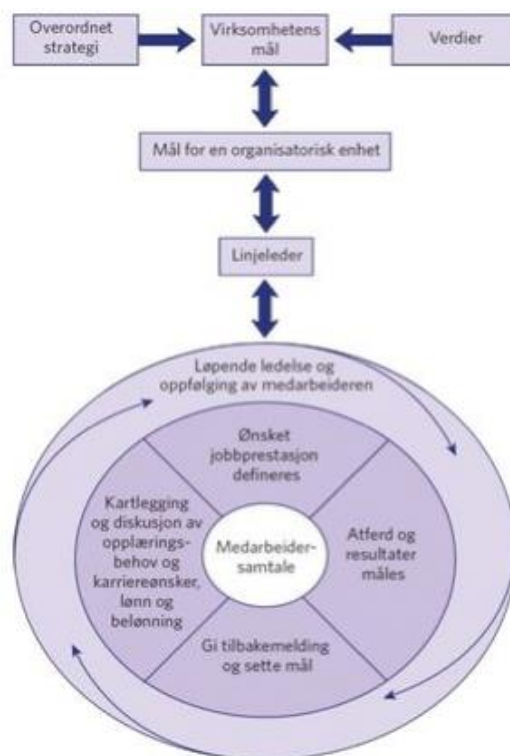 Overordnet
strategi
Virksomhetens
mål
Verdier
Mål for en organisatorisk enhet
Linjeleder
Løpende ledelse og
oppfølging av medarbeideren
Ønsket
jobbprestasjon
defineres
Kartlegging
og diskusjon av
opplærings-
behov og
karriereønsker,
lønn og
belønning
Medarbeider-
samtale
Atferd og
resultater
måles
Gi tilbakemelding
og sette mål